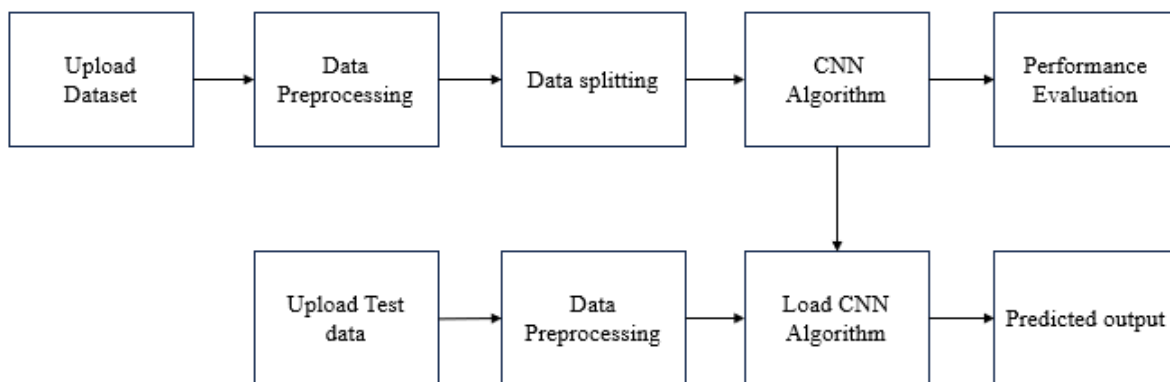 Upload
Dataset
Data
Preprocessing
Data splitting
CNN
Algorithm
Performance
Evaluation
Upload Test
data
Data
Preprocessing
Load CNN
Algorithm
Predicted output